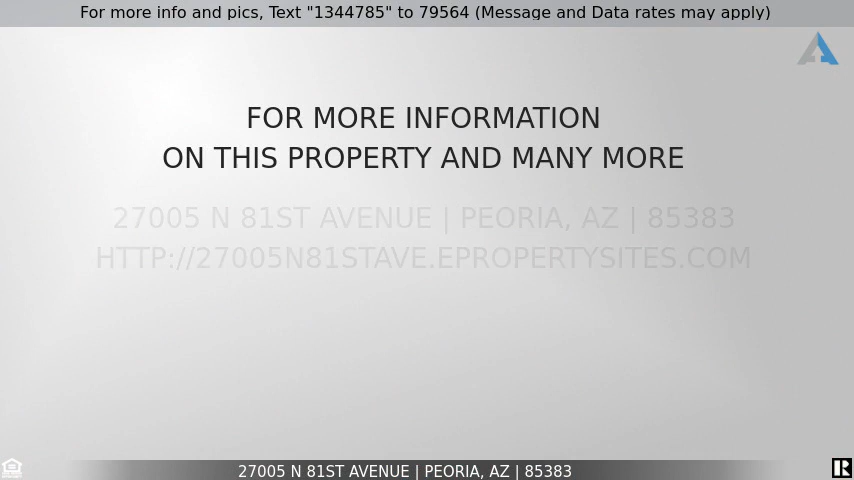 For more info and pics, Text "1344785" to 79564 (Message and Data rates may apply)
FOR MORE INFORMATION
ON THIS PROPERTY AND MANY MORE
27005 N 81ST AVENUE | PEORIA, AZ | 85383
HTTP://27005N81STAVE.EPROPERTYSITES.COM
27005 N 81ST AVENUE | PEORIA, AZ | 85383